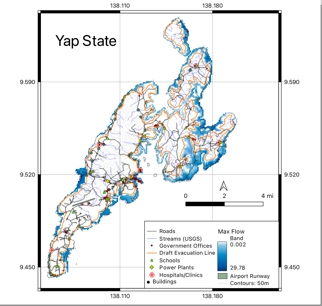 138.110 138.180
Yap State
9.590 9.590
9.520 9.520
0 2 4 mi
Roads
Streams (USGS)
Government Offices
Draft Evacuation Line
Schools
Power Plants
Hospitals/Clinics
Buildings
Max Flow
Band
0.002
29.78
Airport Runway
Contours: 50m
9.450 9.450
138.110 138.180